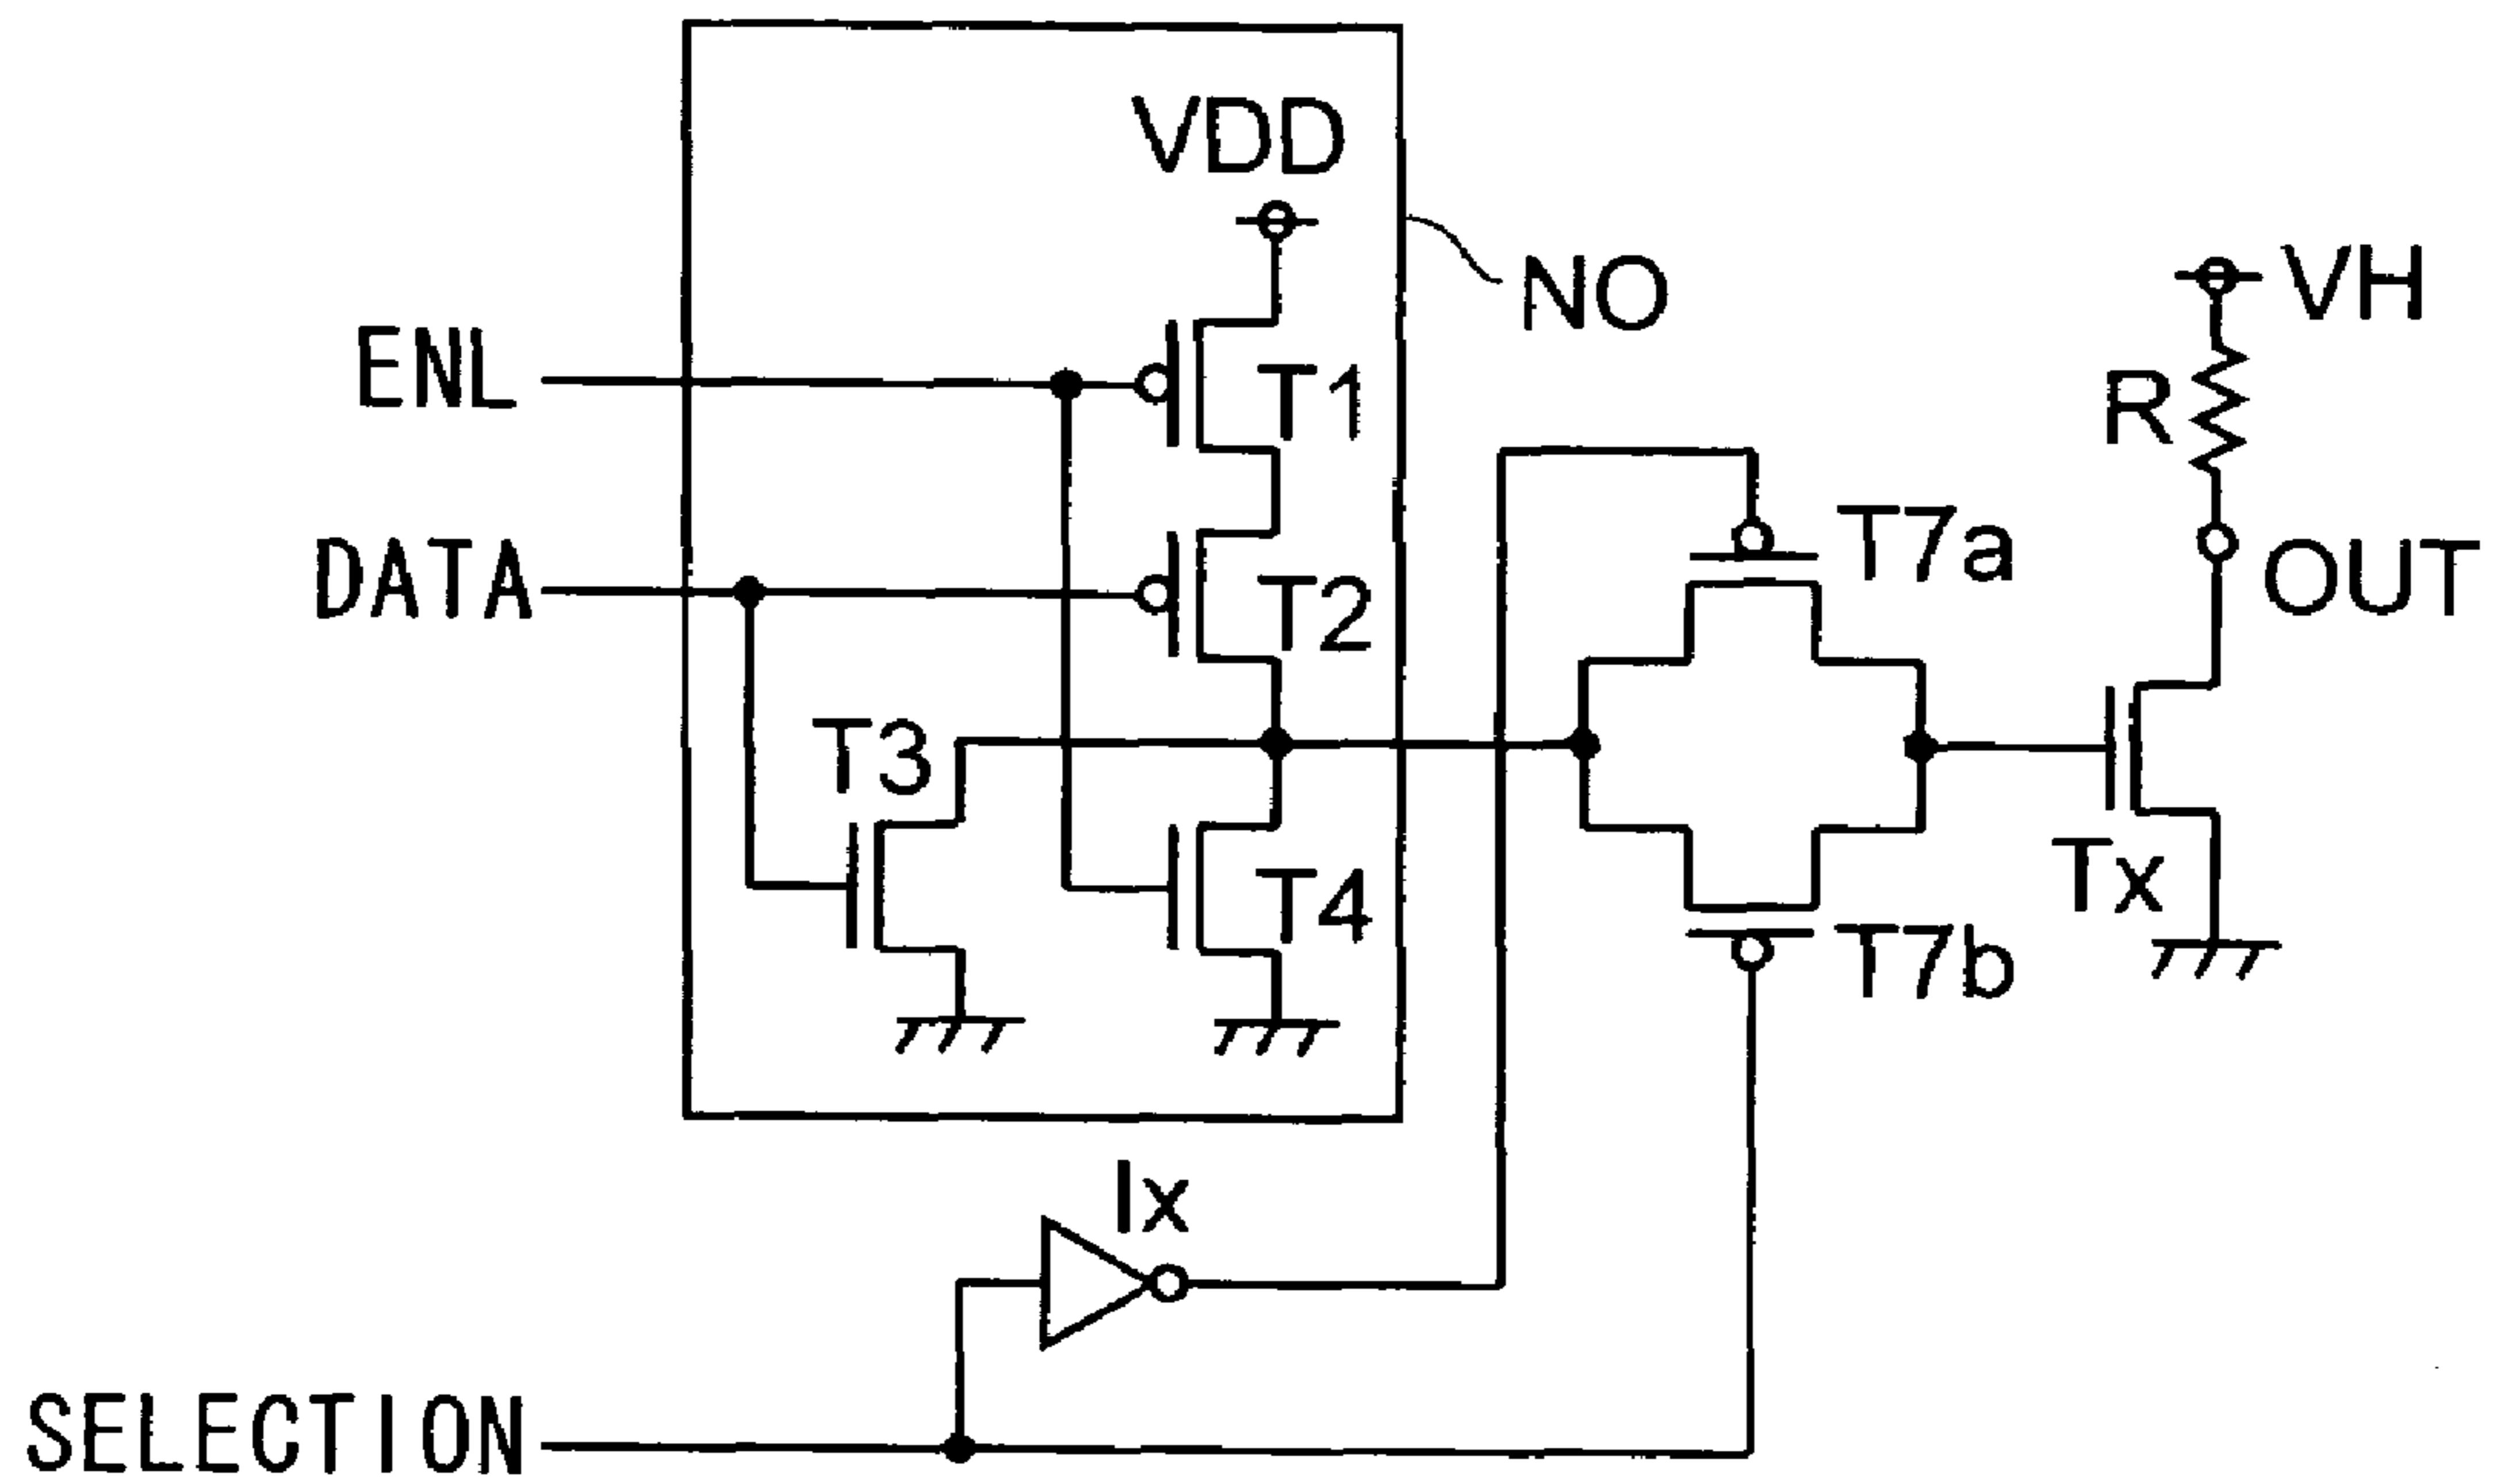 VDD
NO
VH
ENL
T1
R
T7a
DATA
T2
OUT
T3
Tx
T4
T7b
Ix
SELECTION